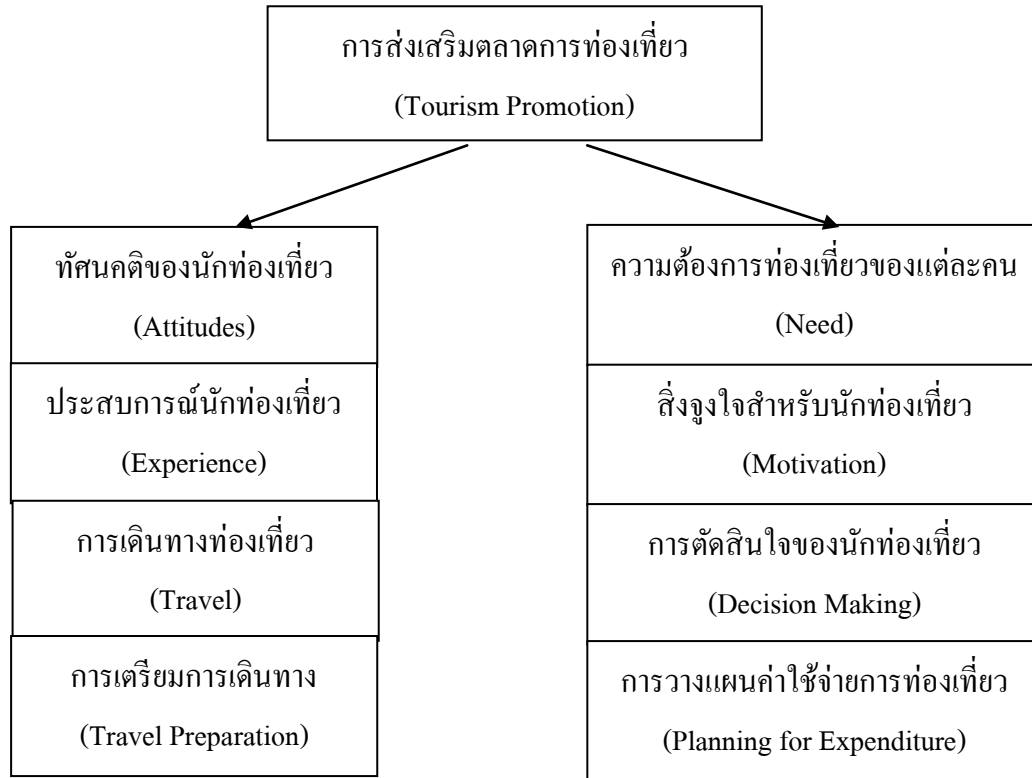 การส่งเสริมตลาดการท่องเที่ยว
(Tourism Promotion)
ทัศนคติของนักท่องเที่ยว
(Attitudes)
ประสบการณ์นักท่องเที่ยว
(Experience)
การเดินทางท่องเที่ยว
(Travel)
การเตรียมการเดินทาง
(Travel Preparation)
ความต้องการท่องเที่ยวของแต่ละคน
(Need)
สิ่งจูงใจสำหรับนักท่องเที่ยว
(Motivation)
การตัดสินใจของนักท่องเที่ยว
(Decision Making)
การวางแผนค่าใช้จ่ายการท่องเที่ยว
(Planning for Expenditure)